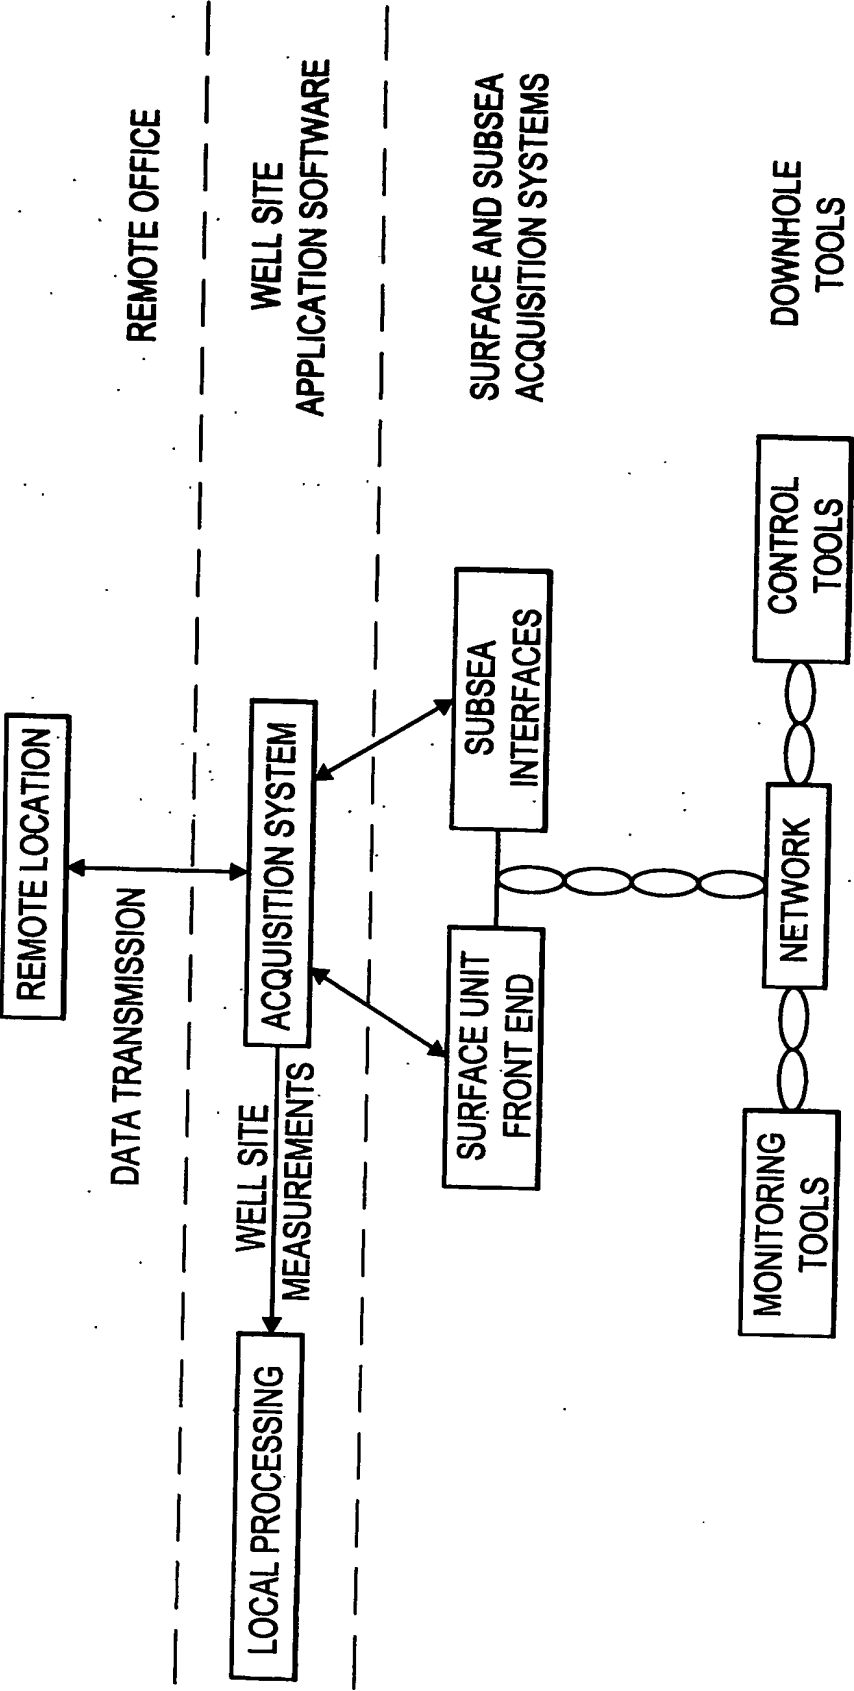 REMOTE LOCATION
REMOTE OFFICE
DATA TRANSMISSION
LOCAL PROCESSING
WELL SITE
MEASUREMENTS
ACQUISITION SYSTEM
WELL SITE
APPLICATION SOFTWARE
SURFACE UNIT
FRONT END
SUBSEA
INTERFACES
SURFACE AND SUBSEA
ACQUISITION SYSTEMS
MONITORING
TOOLS
NETWORK
CONTROL
TOOLS
DOWNHOLE
TOOLS